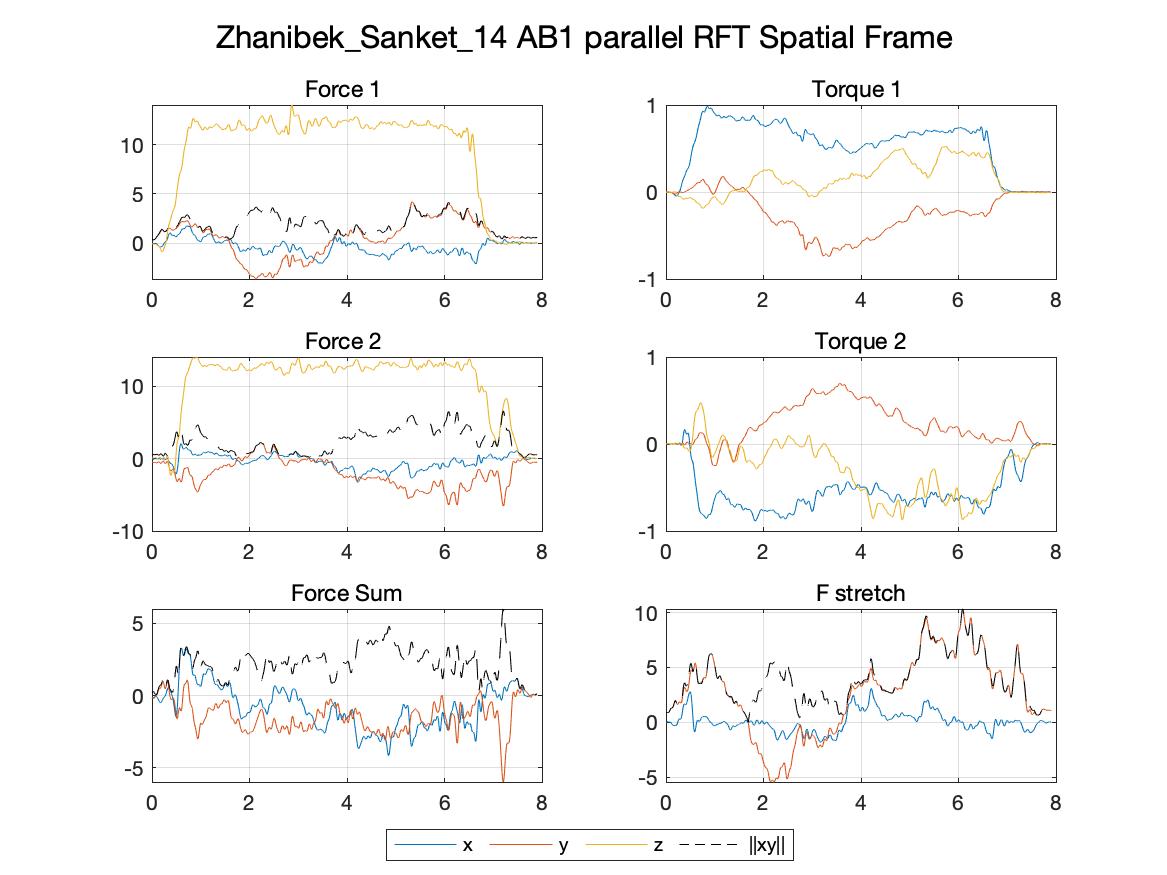 Zhanibek_Sanket_14 AB1 parallel RFT Spatial Frame
Force 1
10
5
0
0 2 4 6 8
Torque 1
1
0
-1
0 2 4 6 8
Force 2
10
0
-10
0 2 4 6 8
Torque 2
1
0
-1
0 2 4 6 8
Force Sum
5
0
-5
0 2 4 6 8
F stretch
10
5
0
-5
0 2 4 6 8
x y z ||xy||